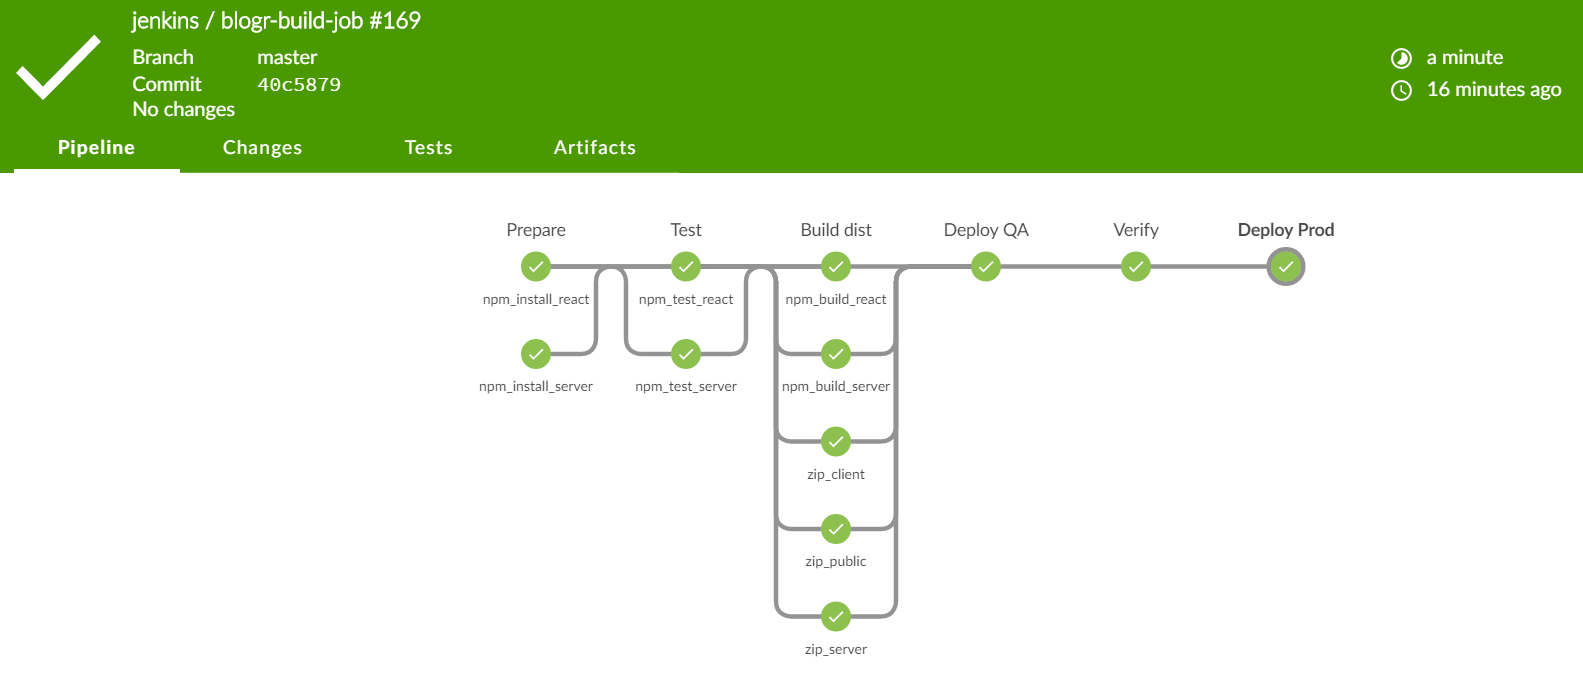 jenkins / blogr-build-job #169
Branch master
Commit 40c5879
No changes
a minute
16 minutes ago
Pipeline Changes Tests Artifacts
Prepare Test Build dist Deploy QA Verify Deploy Prod
npm_install_react npm_test_react npm_build_react
npm_install_server npm_test_server npm_build_server
zip_client
zip_public
zip_server